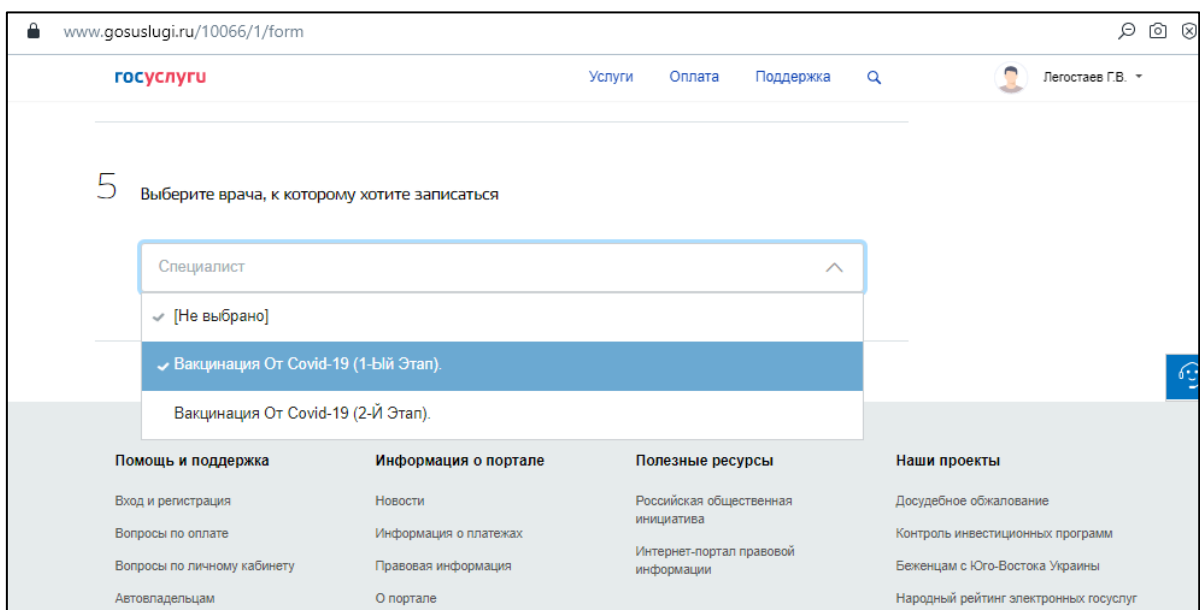 www.gosuslugi.ru/10066/1/form
госуслуги Услуги Оплата Поддержка Легостаев Г.В.
5 Выберите врача, к которому хотите записаться
Специалист
[Не выбрано]
Вакцинация От Covid-19 (1-Ый Этап).
Вакцинация От Covid-19 (2-Й Этап).
Помощь и поддержка
Вход и регистрация
Вопросы по оплате
Вопросы по личному кабинету
Автовладельцам
Информация о портале
Новости
Информация о платежах
Правовая информация
О портале
Полезные ресурсы
Российская общественная
инициатива
Интернет-портал правовой
информации
Наши проекты
Досудебное обжалование
Контроль инвестиционных программ
Беженцам с Юго-Востока Украины
Народный рейтинг электронных госуслуг